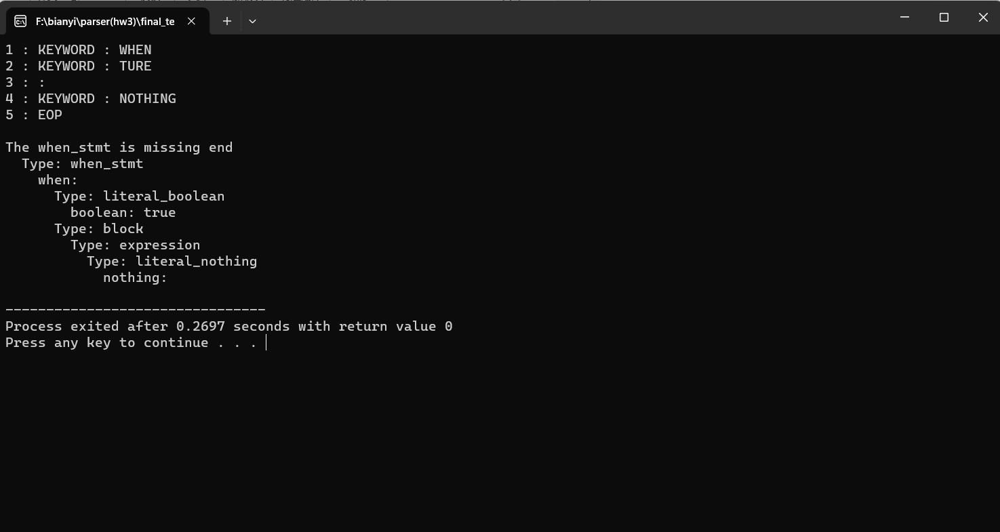 F:\bianyi\parser(hw3)\final_te
1 : KEYWORD : WHEN
2 : KEYWORD : TURE
3 : :
4 : KEYWORD : NOTHING
5 : EOP
The when_stmt is missing end
Type: when_stmt
when:
Type: literal_boolean
boolean: true
Type: block
Type: expression
Type: literal_nothing
nothing:
--------------------------------
Process exited after 0.2697 seconds with return value 0
Press any key to continue . . .